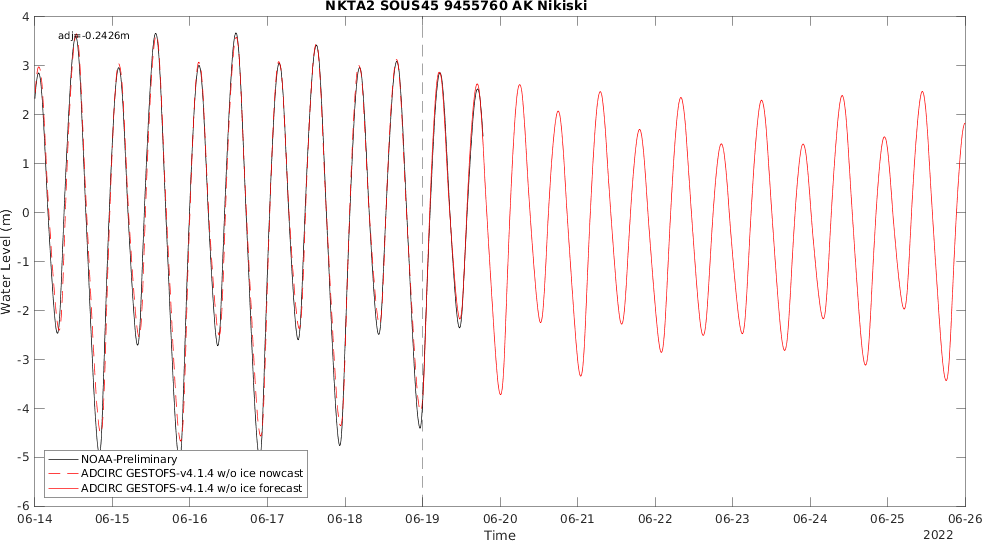 NKTA2 SOUS45 9455760 AK Nikiski
adj=-0.2426m
Water Level (m)
4
3
2
1
0
-1
-2
-3
-4
-5
-6
NOAA-Preliminary
ADCIRC GESTOFS-v4.1.4 w/o ice nowcast
ADCIRC GESTOFS-v4.1.4 w/o ice forecast
06-14 06-15 06-16 06-17 06-18 06-19 06-20 06-21 06-22 06-23 06-24 06-25 06-26
Time
2022